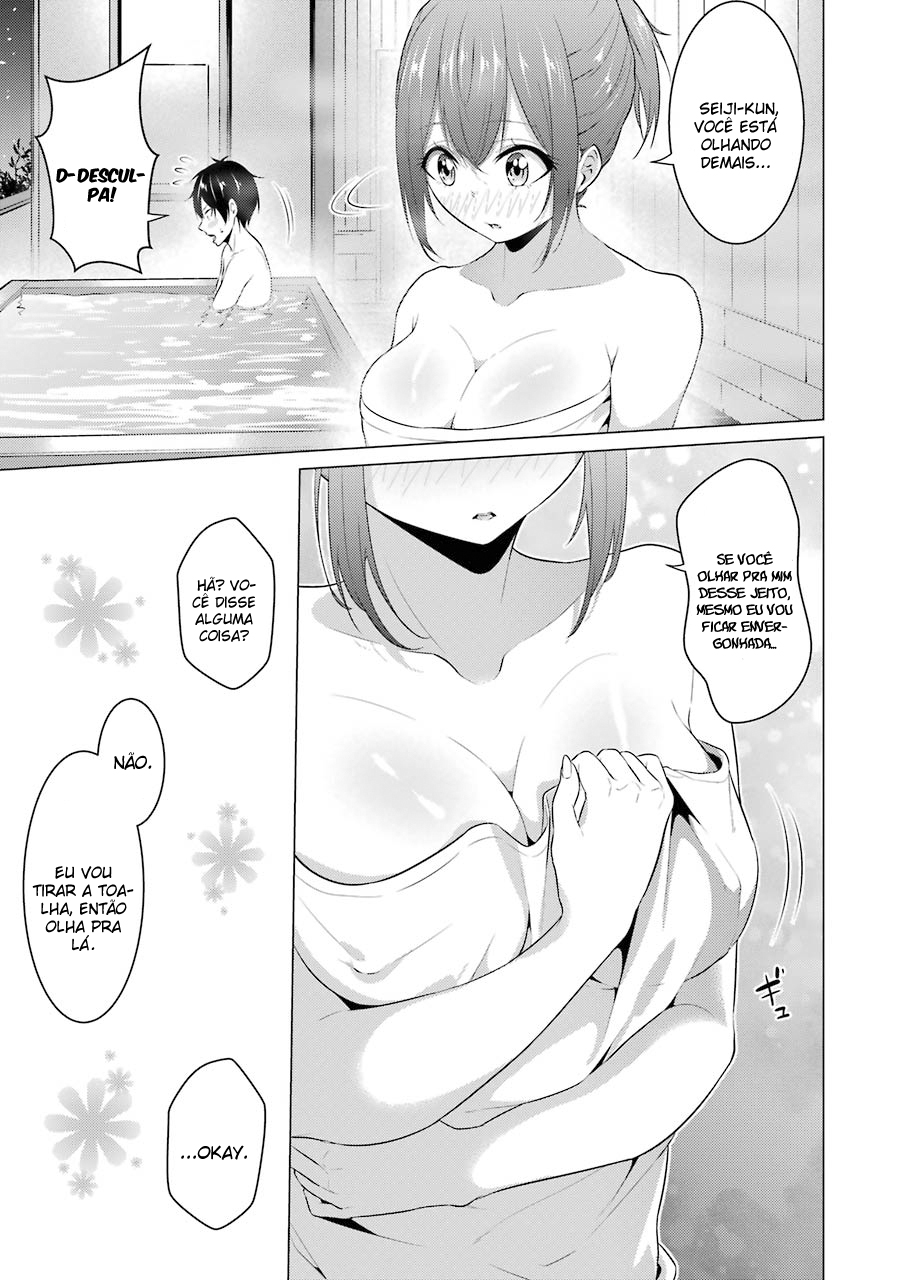 SEIJI-KUN,
VOCÊ ESTÁ
OLHANDO
DEMAIS...
D-DESCUL-
PA!
SE VOCÊ
OLHAR PRA MIM
DESSE JEITO,
MESMO EU VOU
FICAR ENVER-
GONHADA...
HÃ? VO-
CÊ DISSE
ALGUMA
COISA?
NÃO.
EU VOU
TIRAR A TOA-
LHA, ENTÃO
OLHA PRA
LÁ.
ギュ
...OKAY.